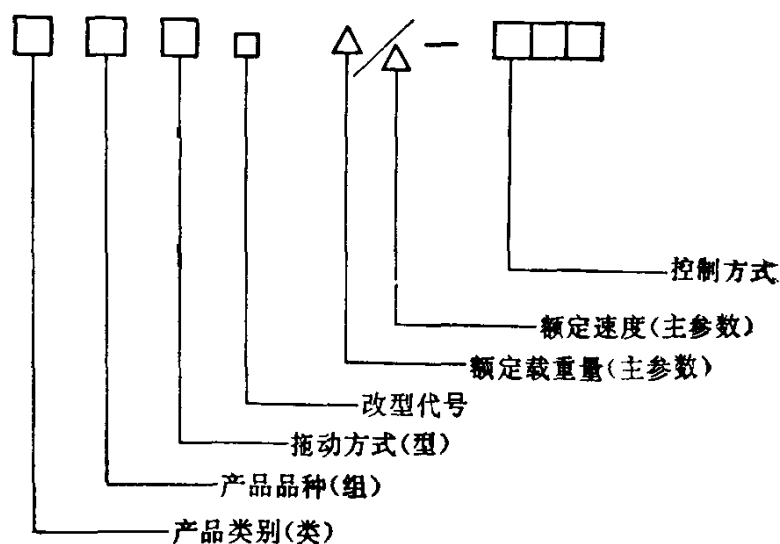 控制方式
额定速度(主参数)
额定载重量(主参数)
改型代号
拖动方式(型)
产品品种(组)
产品类别(类)